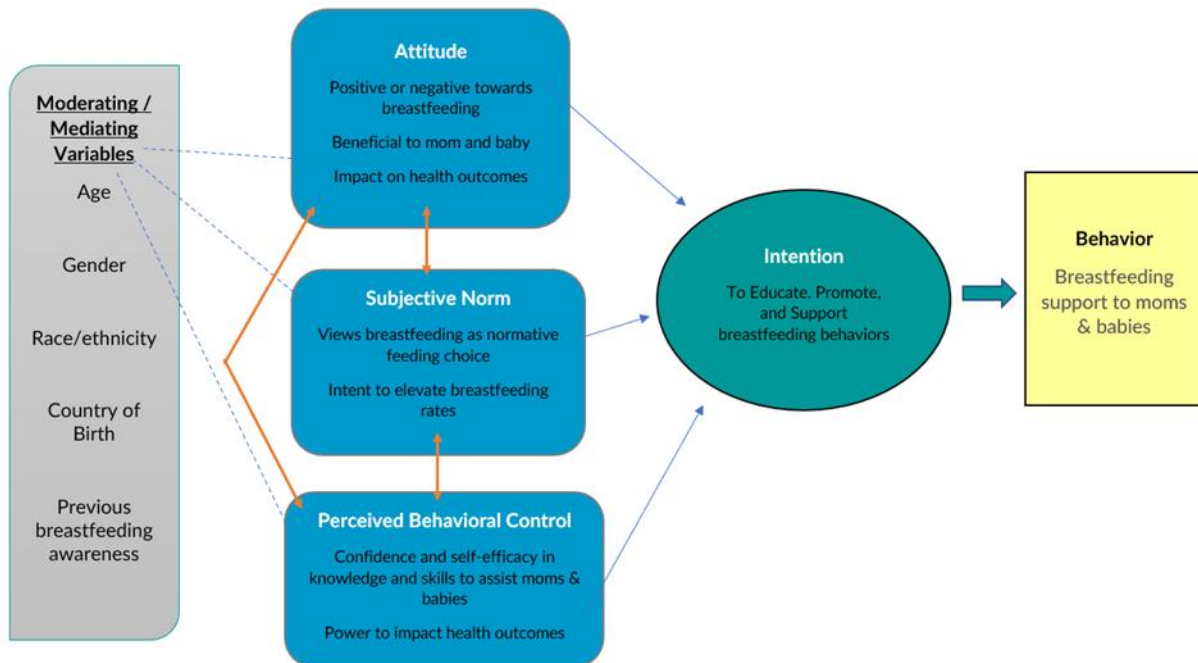 Moderating /
Mediating
Variables
Age
Gender
Race/ethnicity
Country of
Birth
Previous
breastfeeding
awareness
Attitude
Positive or negative towards
breastfeeding
Beneficial to mom and baby
Impact on health outcomes
Subjective Norm
Views breastfeeding as normative
feeding choice
Intent to elevate breastfeeding
rates
Perceived Behavioral Control
Confidence and self-efficacy in
knowledge and skills to assist moms &
babies
Power to impact health outcomes
Intention
To Educate. Promote,
and Support
breastfeeding behaviors
Behavior
Breastfeeding
support to moms
& babies